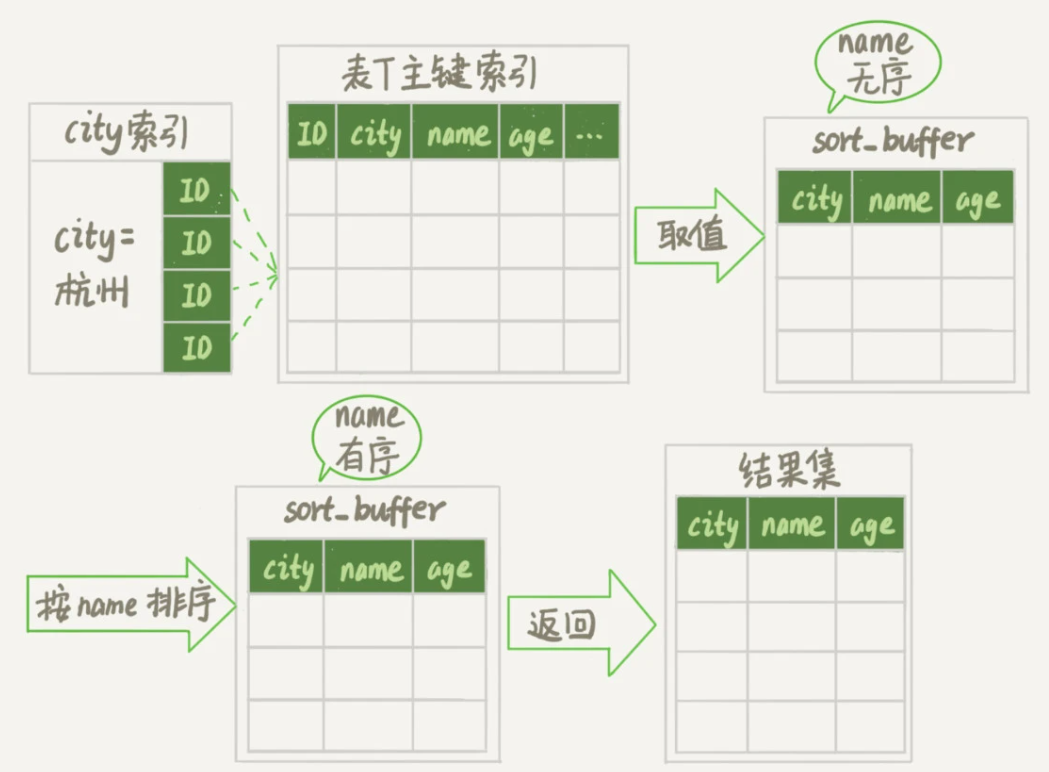 city索引
city=
杭州
ID
ID
ID
ID
表T主键索引
ID city name age ...
取值
name
无序
sort_buffer
city name age
按name排序
name
有序
sort_buffer
city name age
返回
结果集
city name age